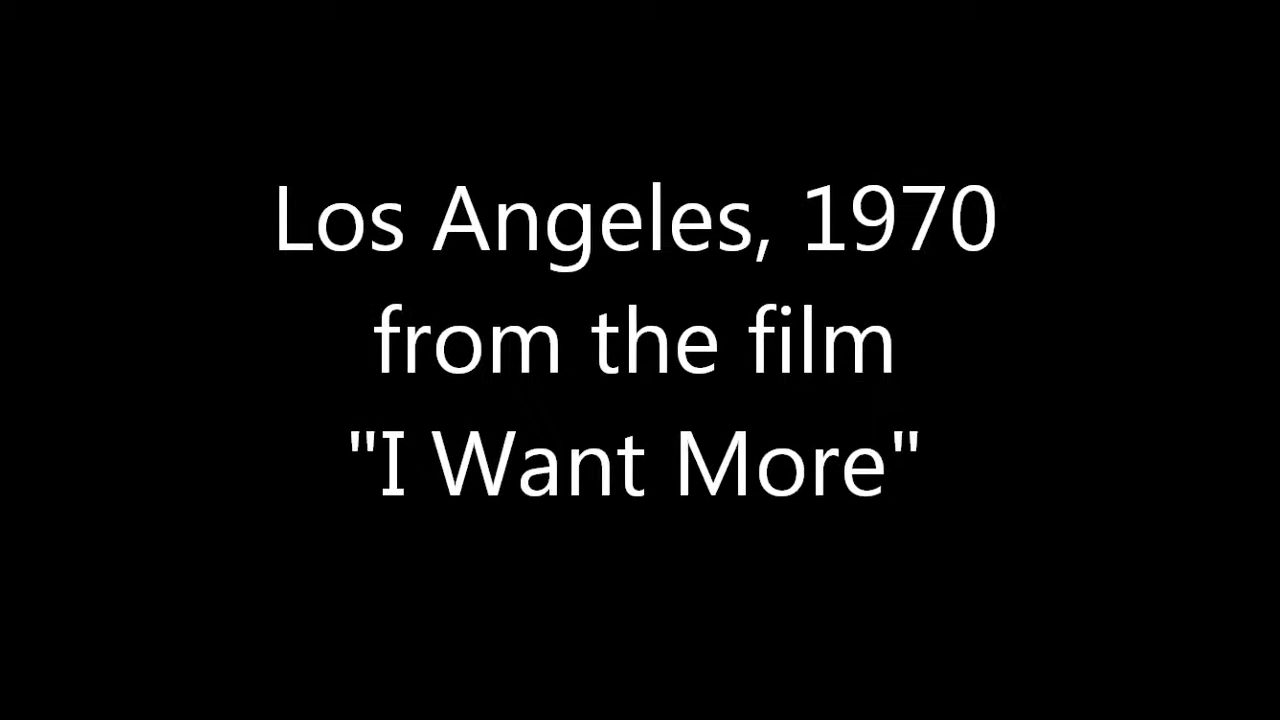 Los Angeles, 1970
from the film
"I Want More"